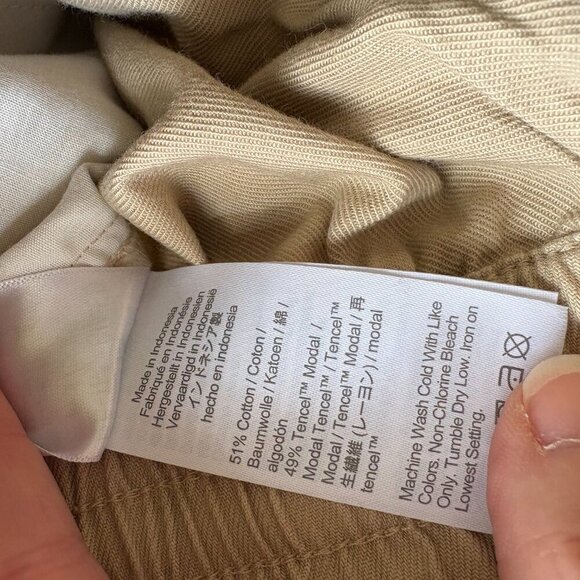 Made in Indonesia
Fabriqué en Indonésie
Hergestellt in Indonesien
Vervaardigd in Indonesië
インドネシア製
hecho en indonesia
51% Cotton / Coton /
Baumwolle / Katoen / 綿 /
algodón
49% Tencel™ Modal /
Modal Tencel™ / Tencel™
Modal / Tencel™ Modal / 再
生繊維 (レーヨン) / modal
tencel™
Machine Wash Cold With Like
Colors. Non-Chlorine Bleach
Only. Tumble Dry Low. Iron on
Lowest Setting.